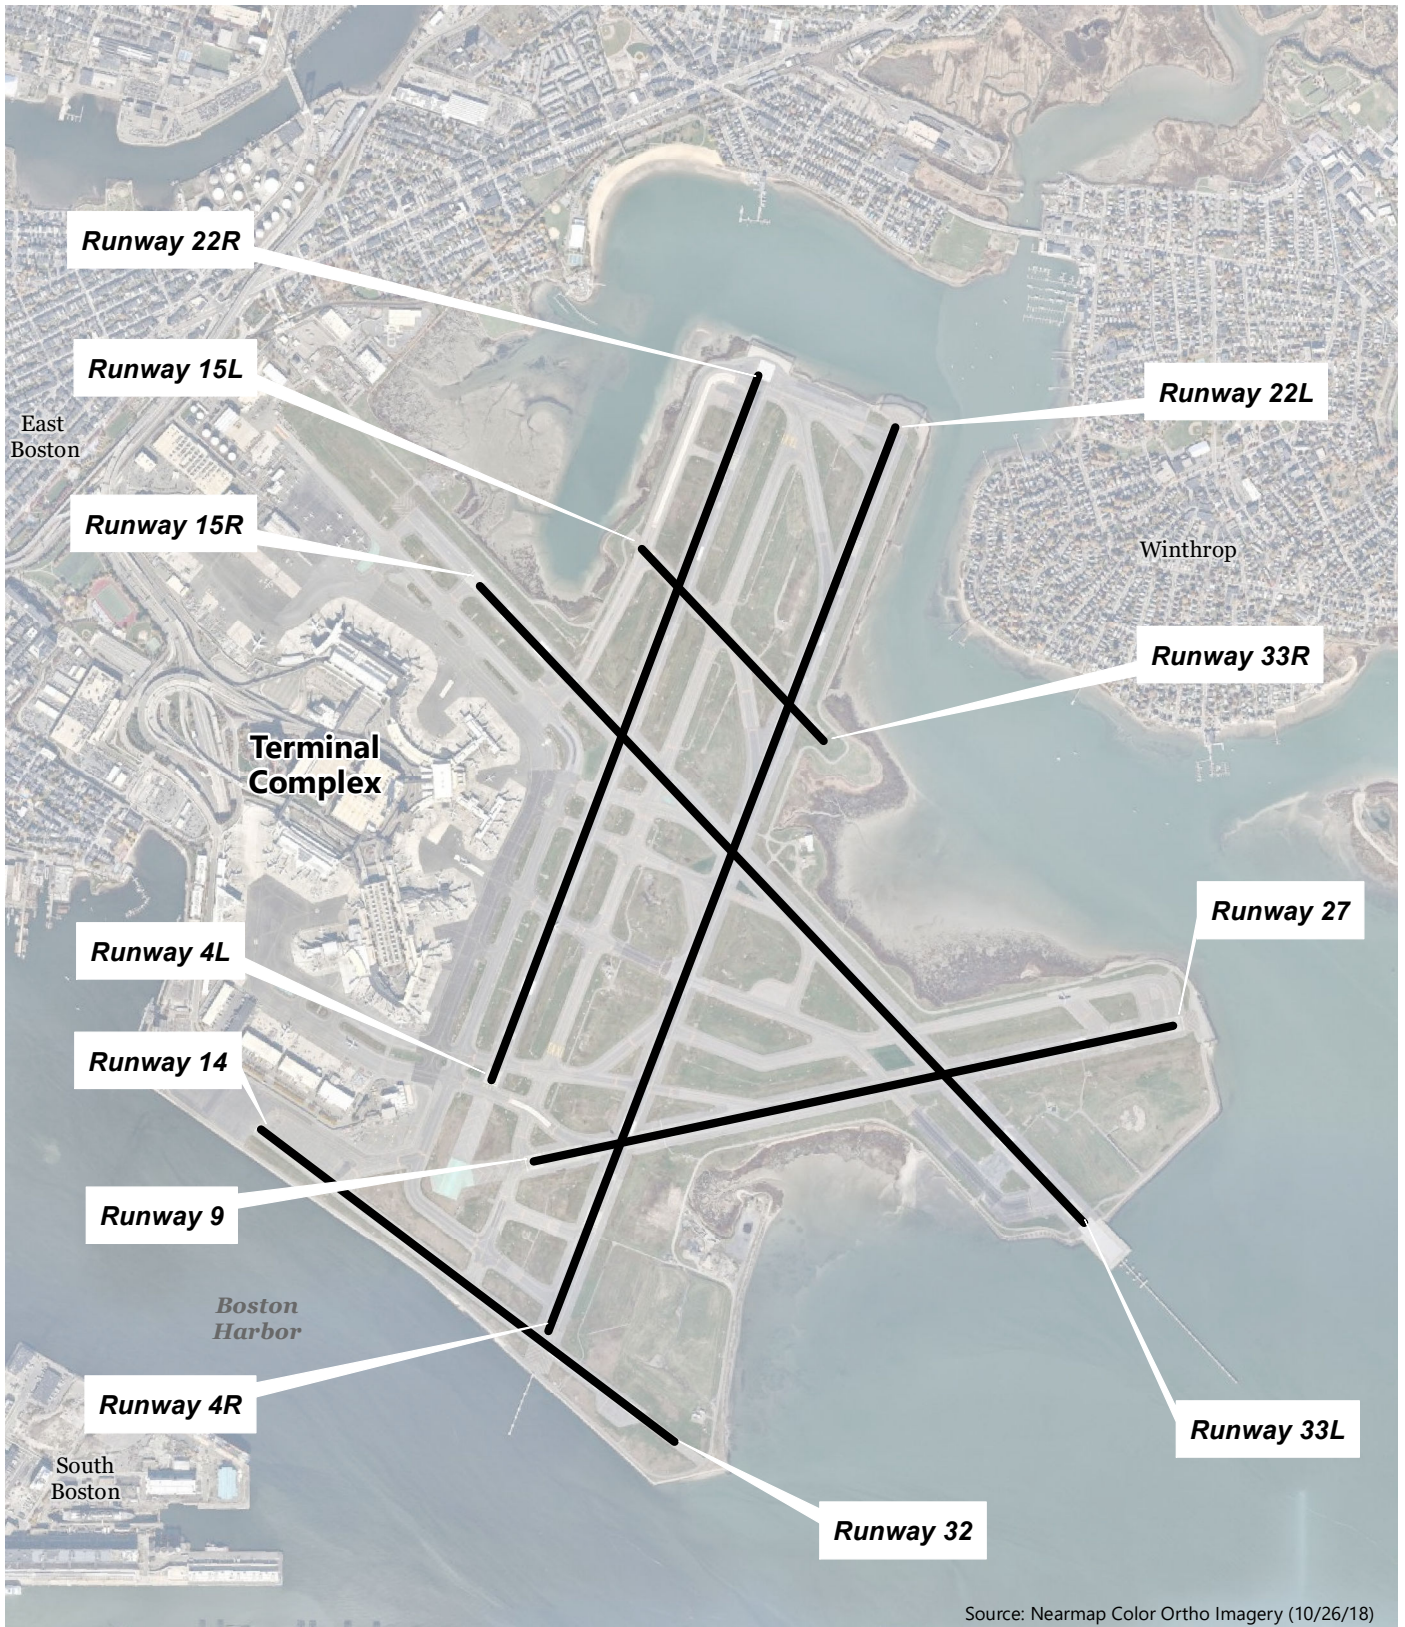 Runway 22R
Runway 15L
Runway 22L
East
Boston
Runway 15R
Winthrop
Runway 33R
Terminal
Complex
Runway 27
Runway 4L
Runway 14
Runway 9
Boston
Harbor
Runway 4R
Runway 33L
South
Boston
Runway 32
Source: Nearmap Color Ortho Imagery (10/26/18)